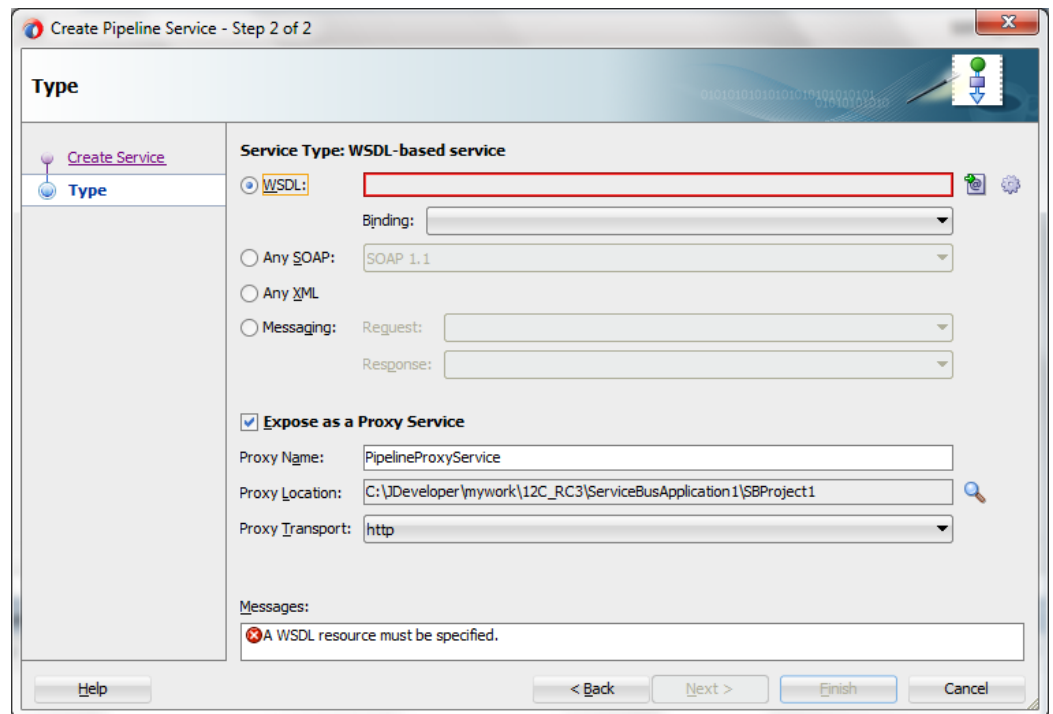 Create Pipeline Service - Step 2 of 2
Type
Create Service
Type
Service Type: WSDL-based service
WSDL:
Binding:
Any SOAP: SOAP 1.1
Any XML
Messaging: Request:
Response:
Expose as a Proxy Service
Proxy Name: PipelineProxyService
Proxy Location: C:\JDeveloper\mywork\12C_RC3\ServiceBusApplication1\SBProject1
Proxy Transport: http
Messages:
A WSDL resource must be specified.
Help < Back Next > Finish Cancel